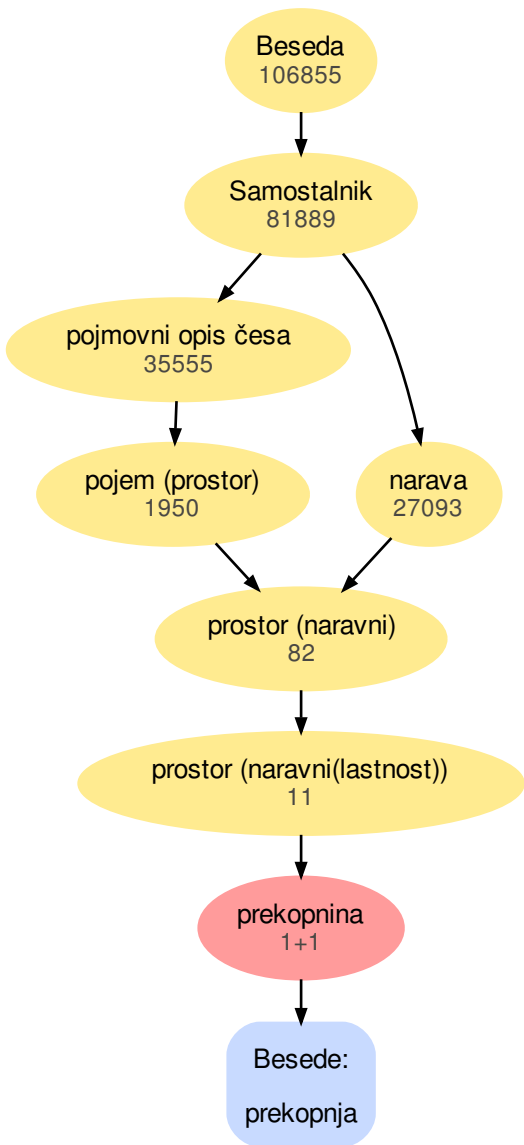 Beseda
106855
Samostalnik
81889
pojmovni opis česa
35555
pojem (prostor)
1950
narava
27093
prostor (naravni)
82
prostor (naravni(lastnost))
11
prekopnina
1+1
Besede:
prekopnja